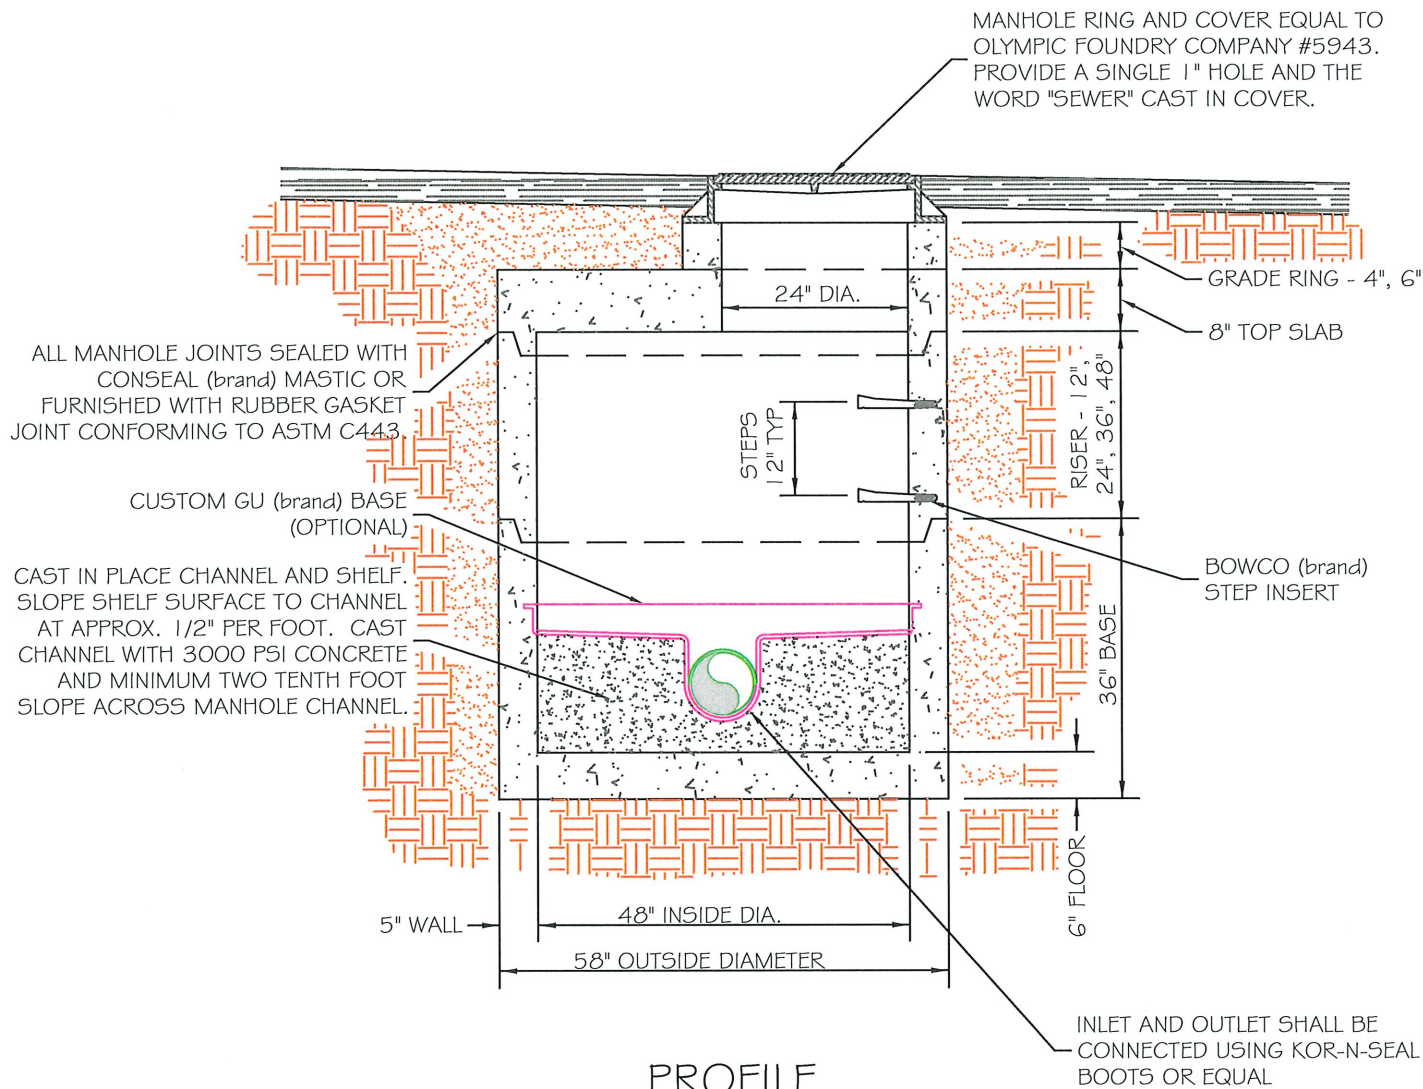 MANHOLE RING AND COVER EQUAL TO
OLYMPIC FOUNDRY COMPANY #5943.
PROVIDE A SINGLE 1" HOLE AND THE
WORD "SEWER" CAST IN COVER.
GRADE RING - 4", 6"
24" DIA.
8" TOP SLAB
ALL MANHOLE JOINTS SEALED WITH
CONSEAL (brand) MASTIC OR
FURNISHED WITH RUBBER GASKET
JOINT CONFORMING TO ASTM C443.
STEPS
12" TYP
RISER - 12",
24", 36", 48"
CUSTOM GU (brand) BASE
(OPTIONAL)
BOWCO (brand)
STEP INSERT
CAST IN PLACE CHANNEL AND SHELF.
SLOPE SHELF SURFACE TO CHANNEL
AT APPROX. 1/2" PER FOOT. CAST
CHANNEL WITH 3000 PSI CONCRETE
AND MINIMUM TWO TENTH FOOT
SLOPE ACROSS MANHOLE CHANNEL.
36" BASE
6" FLOOR
5" WALL
48" INSIDE DIA.
58" OUTSIDE DIAMETER
INLET AND OUTLET SHALL BE
CONNECTED USING KOR-N-SEAL
BOOTS OR EQUAL
PROFILE